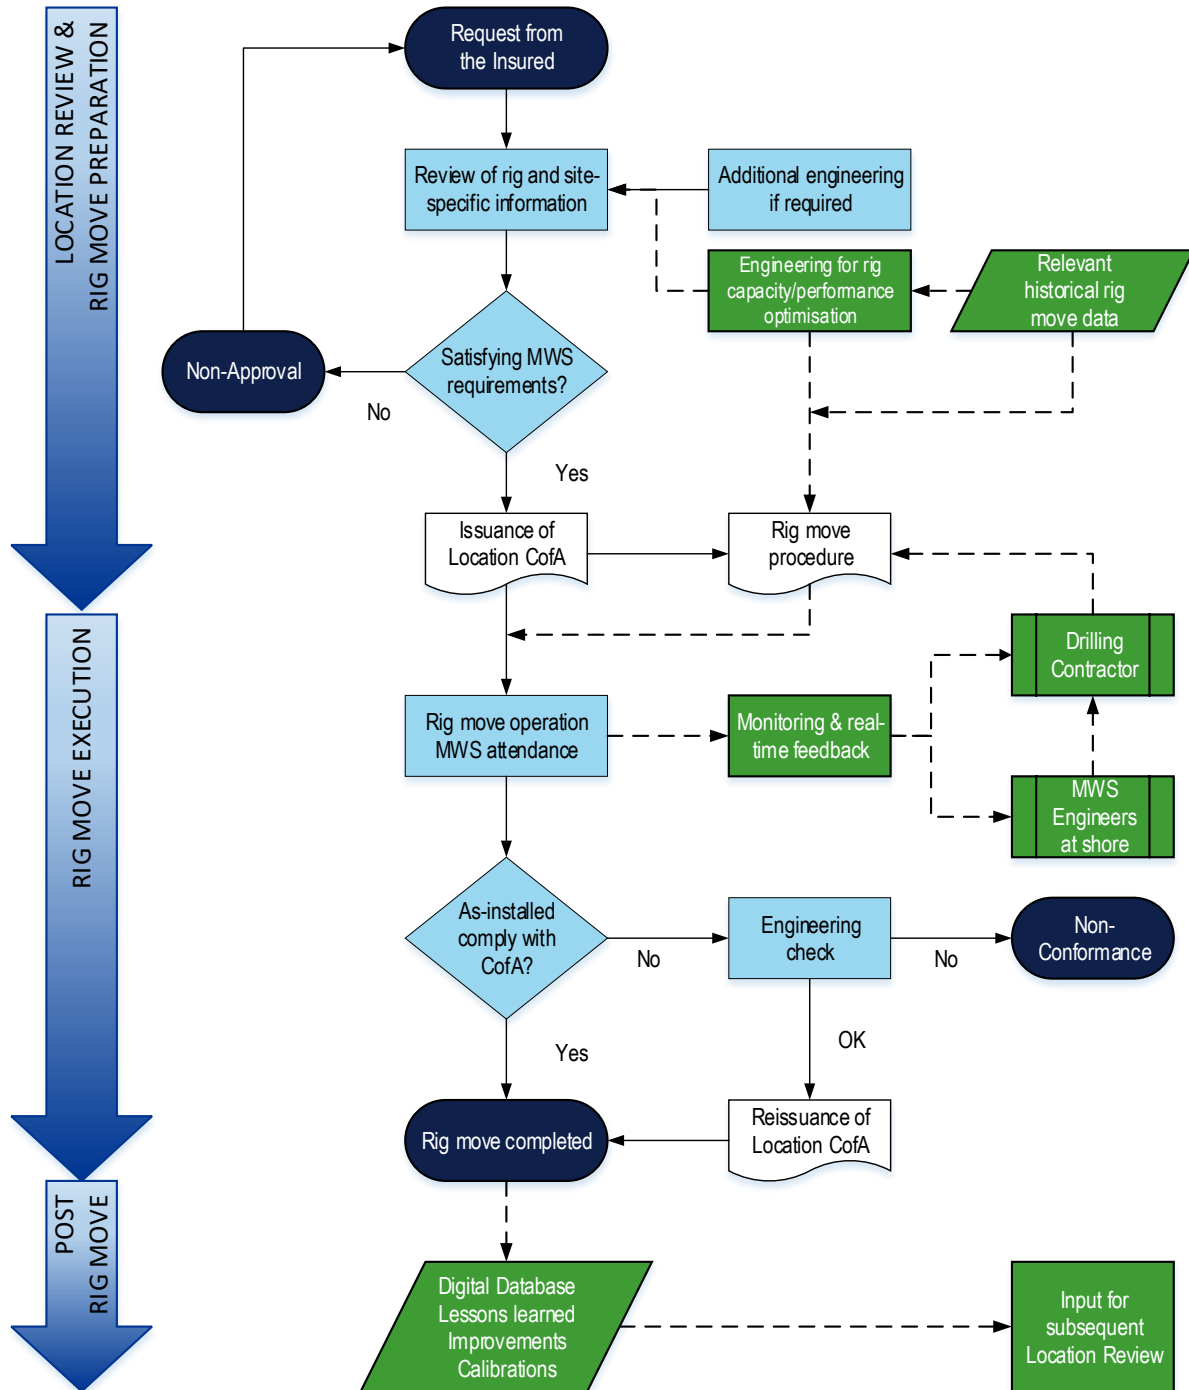 LOCATION REVIEW &
RIG MOVE PREPARATION
Request from
the Insured
Review of rig and site-
specific information
Additional engineering
if required
Engineering for rig
capacity/performance
optimisation
Relevant
historical rig
move data
Non-Approval
Satisfying MWS
requirements?
No
Yes
Issuance of
Location CofA
Rig move
procedure
RIG MOVE EXECUTION
Drilling
Contractor
Rig move operation
MWS attendance
Monitoring & real-
time feedback
MWS
Engineers
at shore
As-installed
comply with
CofA?
No
Engineering
check
No
Non-
Conformance
Yes
OK
Rig move completed
Reissuance of
Location CofA
POST
RIG MOVE
Digital Database
Lessons learned
Improvements
Calibrations
Input for
subsequent
Location Review